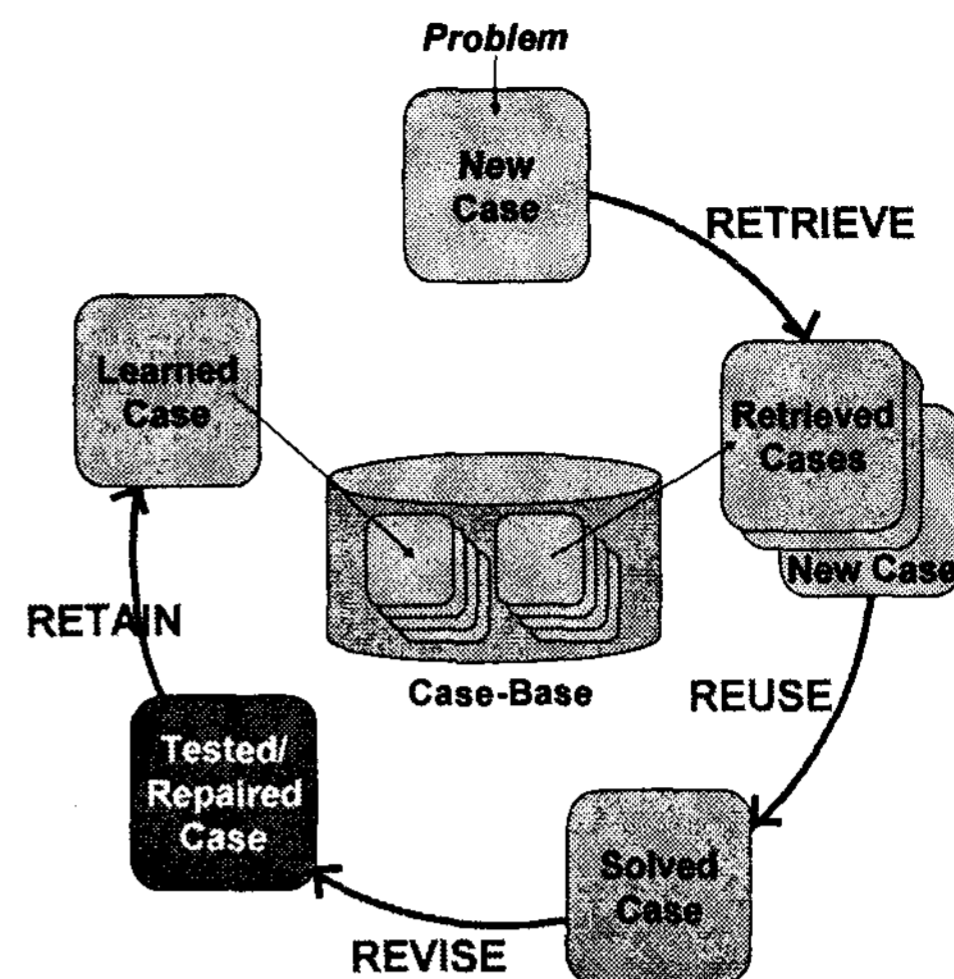 Problem
New
Case
RETRIEVE
Learned
Case
Retrieved
Cases
New Case
RETAIN
Case-Base
REUSE
Tested/
Repaired
Case
Solved
Case
REVISE